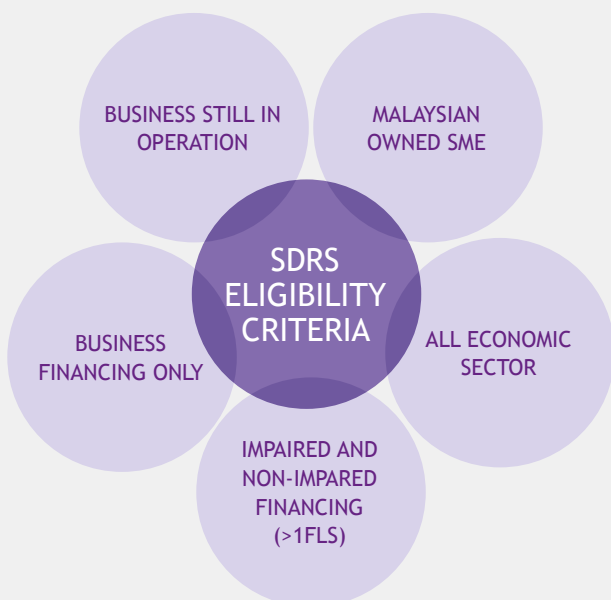 BUSINESS STILL IN
OPERATION
MALAYSIAN
OWNED SME
SDRS
ELIGIBILITY
CRITERIA
BUSINESS
FINANCING ONLY
ALL ECONOMIC
SECTOR
IMPAIRED AND
NON-IMPARED
FINANCING
(>1FLS)